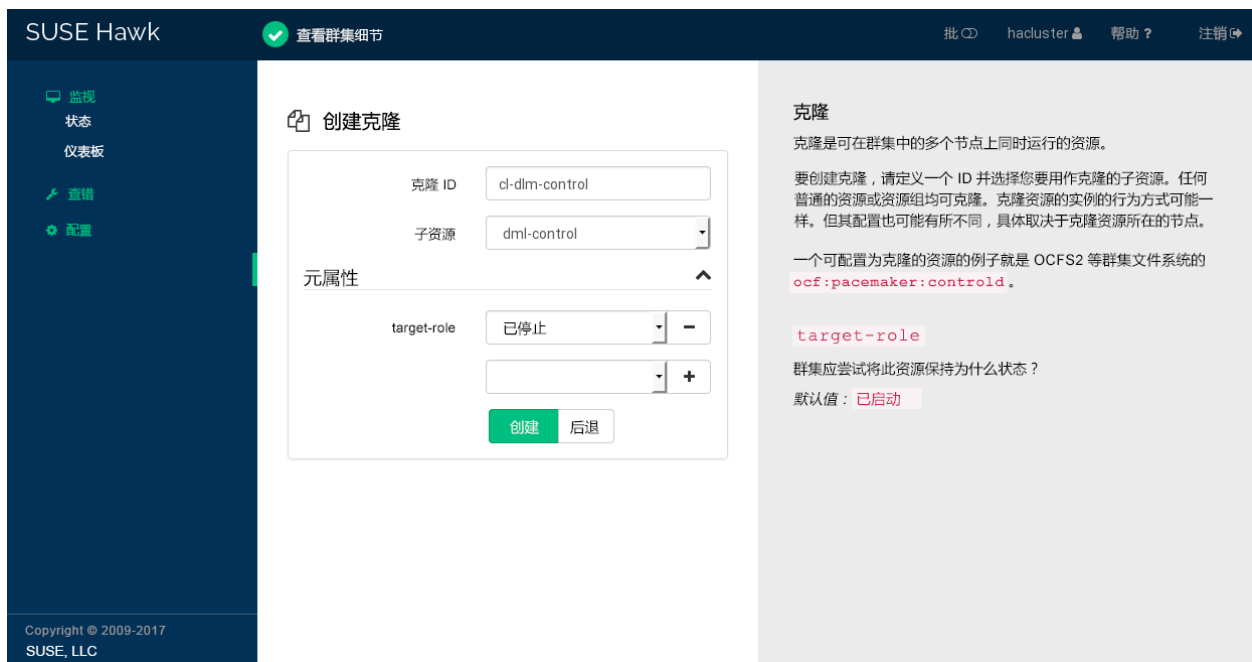 SUSE Hawk
查看群集细节
批 hacluster 帮助 ? 注销
监视
状态
仪表板
查错
配置
创建克隆
克隆 ID cl-dlm-control
子资源 dml-control
元属性
target-role 已停止
创建 后退
克隆
克隆是可在群集中的多个节点上同时运行的资源。
要创建克隆，请定义一个 ID 并选择您要用作克隆的子资源。任何
普通的资源或资源组均可克隆。克隆资源的实例的行为方式可能一
样。但其配置也可能有所不同，具体取决于克隆资源所在的节点。
一个可配置为克隆的资源的例子就是 OCFS2 等群集文件系统的
ocf:pacemaker:controld。
target-role
群集应尝试将此资源保持为什么状态？
默认值：已启动
Copyright © 2009-2017
SUSE, LLC